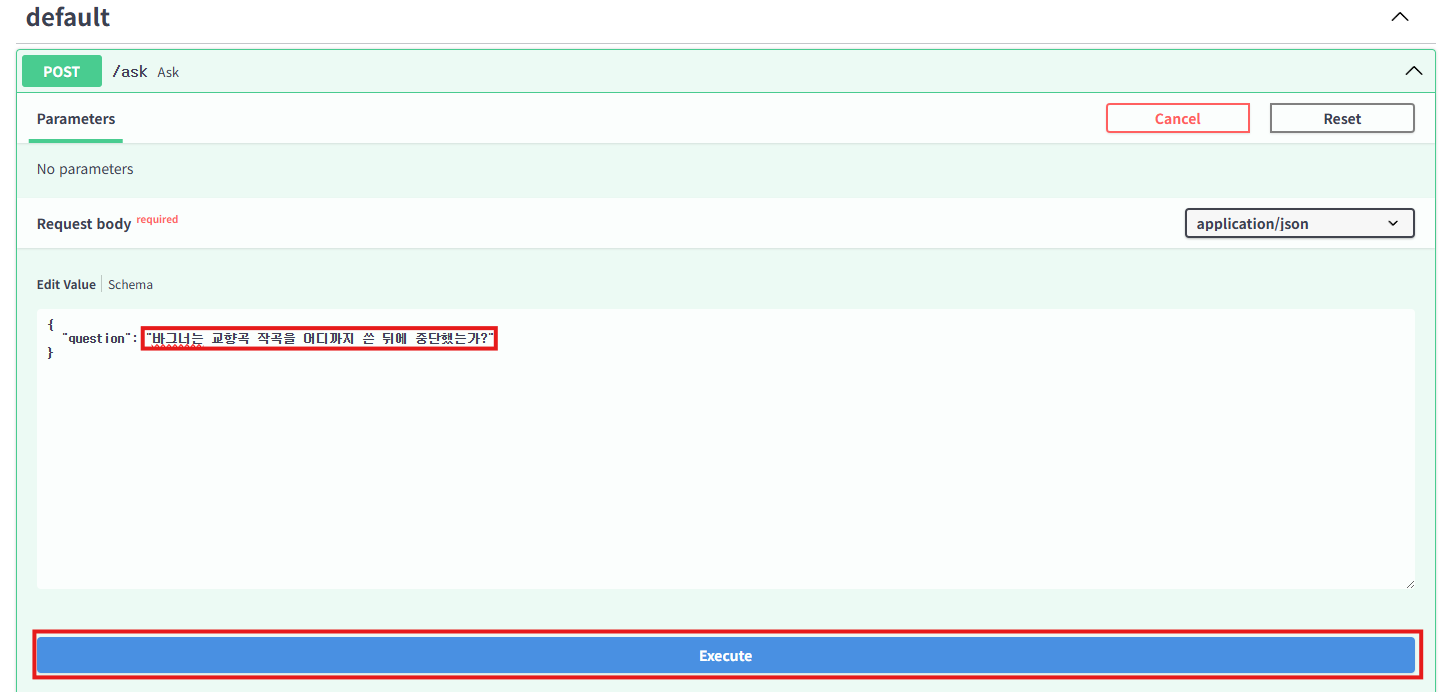 default
POST /ask Ask
Parameters
Cancel
Reset
No parameters
Request body required
application/json
Edit Value Schema
{
"question": "바그너는 교향곡 작곡을 어디까지 쓴 뒤에 중단했는가?"
}
Execute